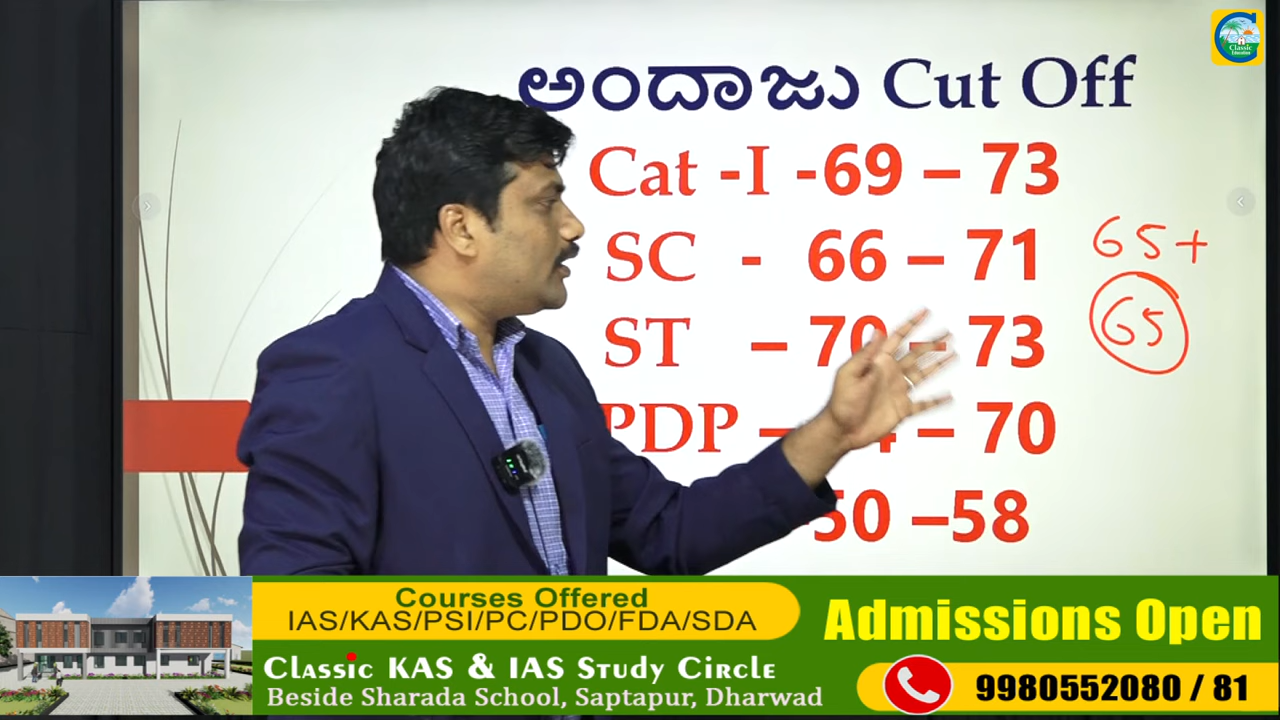 Classic
Education
ಅಂದಾಜು Cut Off
Cat -I -69 – 73
SC - 66 – 71
65+
ST – 70 – 73
65
PDP – – 70
50 –58
Courses Offered
IAS/KAS/PSI/PC/PDO/FDA/SDA
Admissions Open
Classic KAS & IAS Study Circle
Beside Sharada School, Saptapur, Dharwad
9980552080 / 81